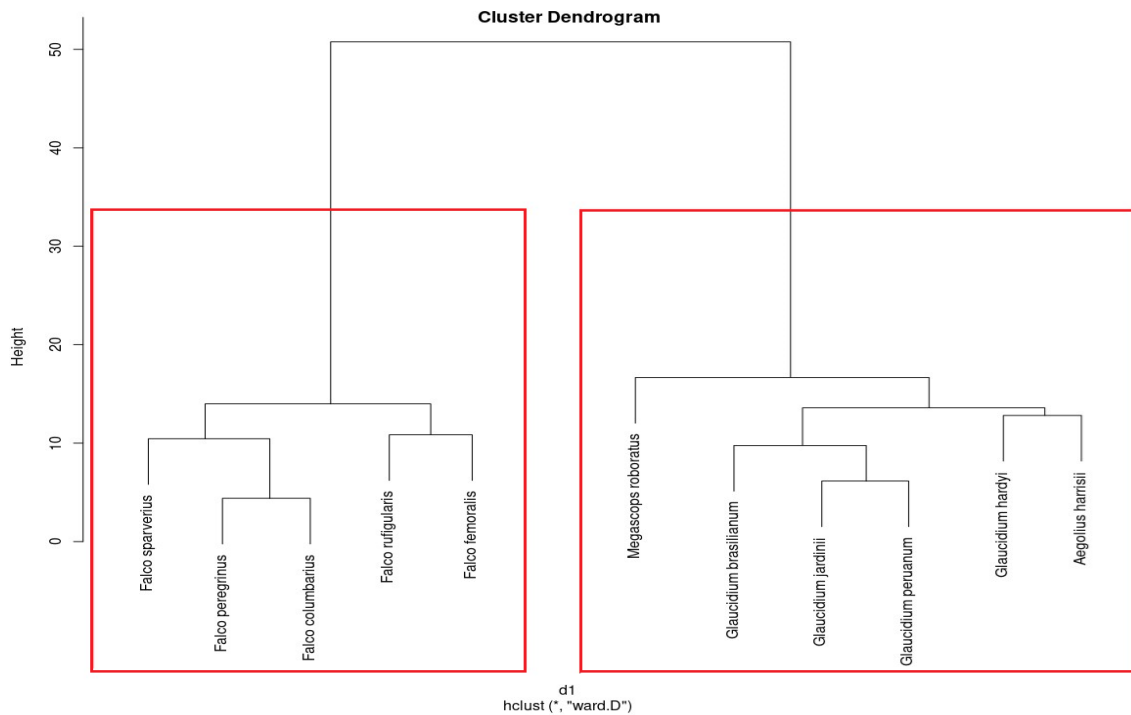 Cluster Dendrogram
Height
50
40
30
20
10
0
Falco sparverius
Falco peregrinus
Falco columbarius
Falco rufigularis
Falco femoralis
Megascops roboratus
Glaucidium brasilianum
Glaucidium jardinii
Glaucidium peruanum
Glaucidium hardyi
Aegolius harrisii
d1
hclust (*, "ward.D")